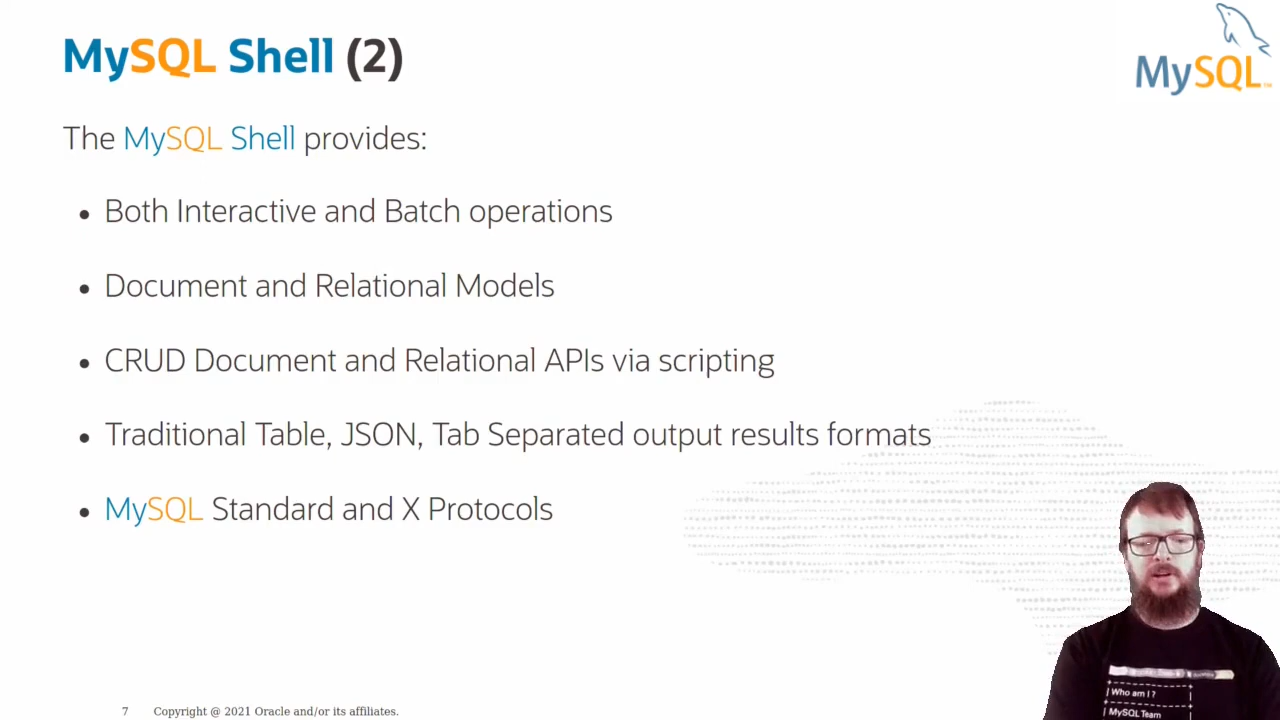 MySQL Shell (2)
MySQL
The MySQL Shell provides:
• Both Interactive and Batch operations
• Document and Relational Models
• CRUD Document and Relational APIs via scripting
• Traditional Table, JSON, Tab Separated output results formats
• MySQL Standard and X Protocols
| Who am I ? |
| MySQL Team
7 Copyright @ 2021 Oracle and/or its affiliates.